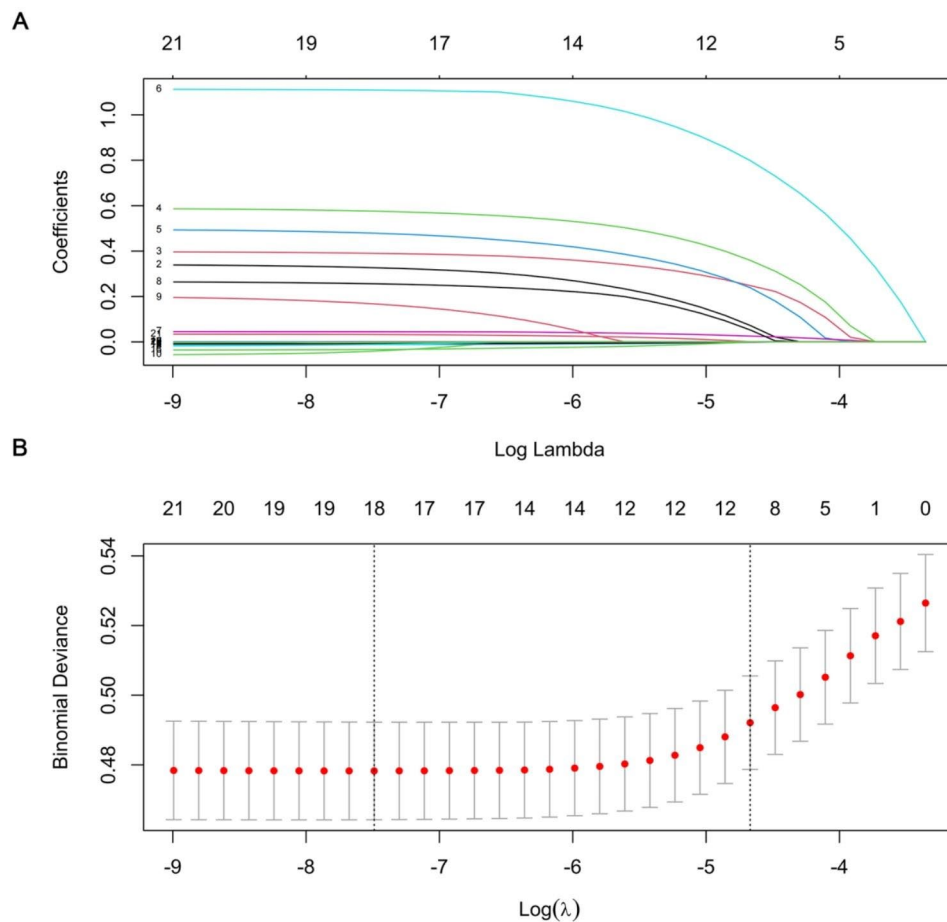 A
21 19 17 14 12 5
1.0
0.8
0.6
0.4
0.2
0.0
Coefficients
6
4
5
3
2
8
9
7
10
-9 -8 -7 -6 -5 -4
Log Lambda
B
21 20 19 19 18 17 17 14 14 12 12 12 8 5 1 0
0.54
0.52
0.50
0.48
Binomial Deviance
-9 -8 -7 -6 -5 -4
Log(λ)